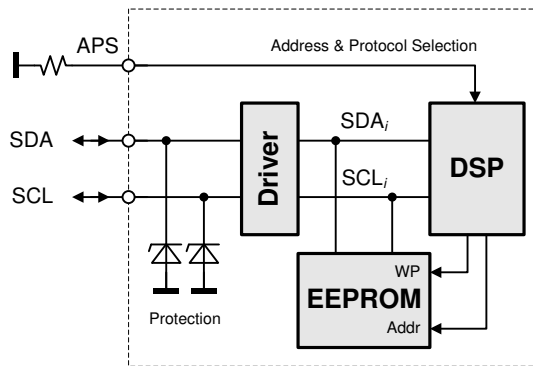 APS
Address & Protocol Selection
SDA
SCL
Driver
SDAi
SCLi
DSP
WP
EEPROM
Addr
Protection